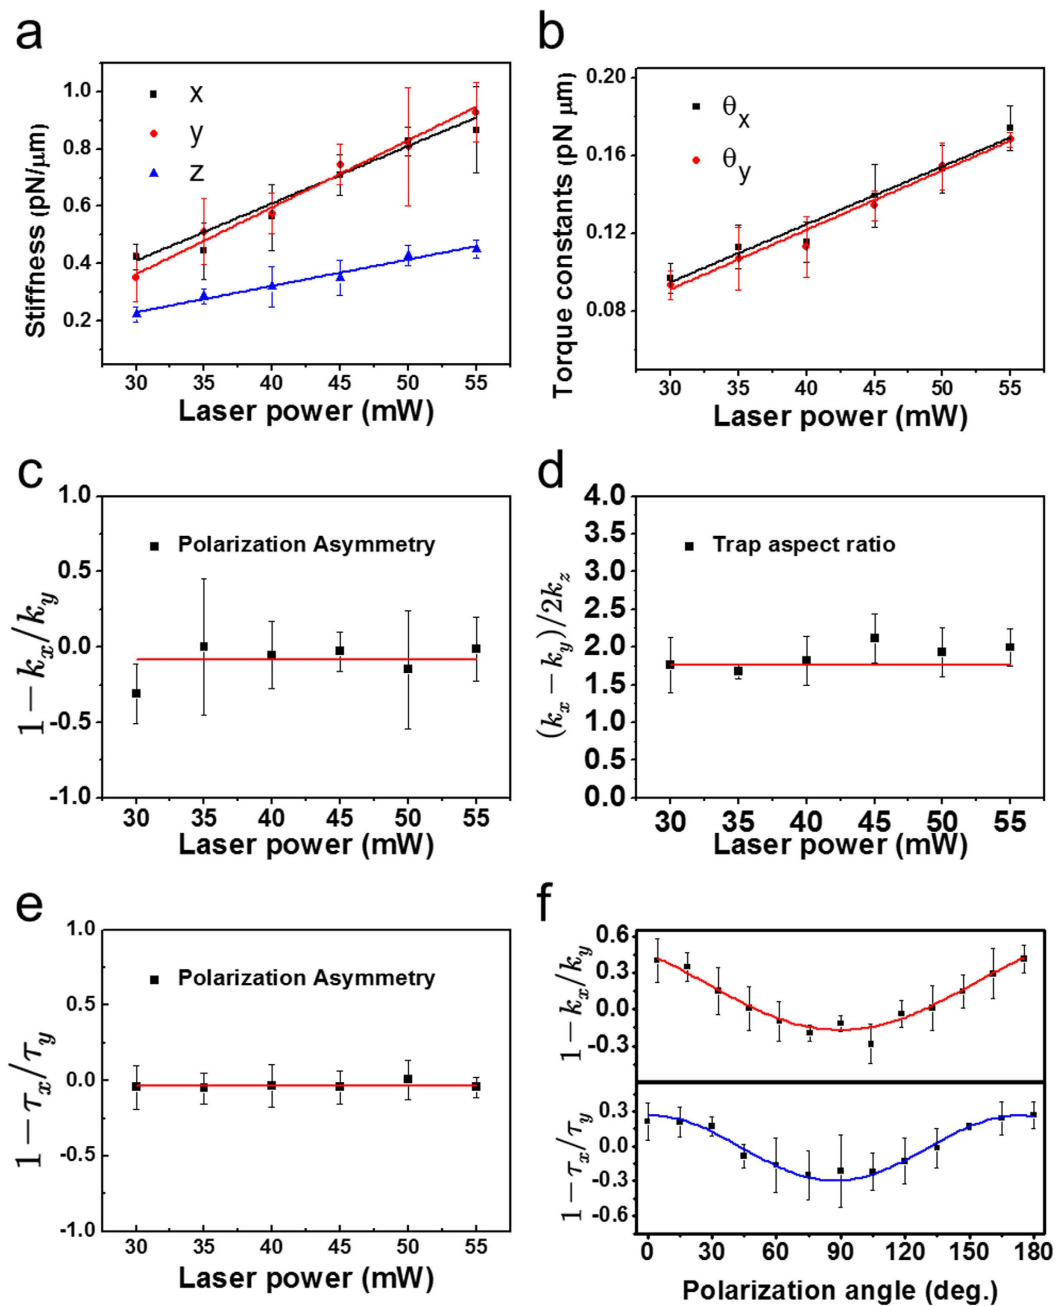 a
1.0
0.8
0.6
0.4
0.2
Stiffness (pN/μm)
x
y
z
30 35 40 45 50 55
Laser power (mW)
b
0.20
0.16
0.12
0.08
Torque constants (pN μm)
θx
θy
30 35 40 45 50 55
Laser power (mW)
c
1.0
0.5
0.0
-0.5
-1.0
1−kx/ky
Polarization Asymmetry
30 35 40 45 50 55
Laser power (mW)
d
4.0
3.5
3.0
2.5
2.0
1.5
1.0
0.5
0.0
(kx−ky)/2kz
Trap aspect ratio
30 35 40 45 50 55
Laser power (mW)
e
1.0
0.5
0.0
-0.5
-1.0
1−τx/τy
Polarization Asymmetry
30 35 40 45 50 55
Laser power (mW)
f
0.6
0.3
0.0
-0.3
1−kx/ky
0.3
0.0
-0.3
-0.6
1−τx/τy
0 30 60 90 120 150 180
Polarization angle (deg.)